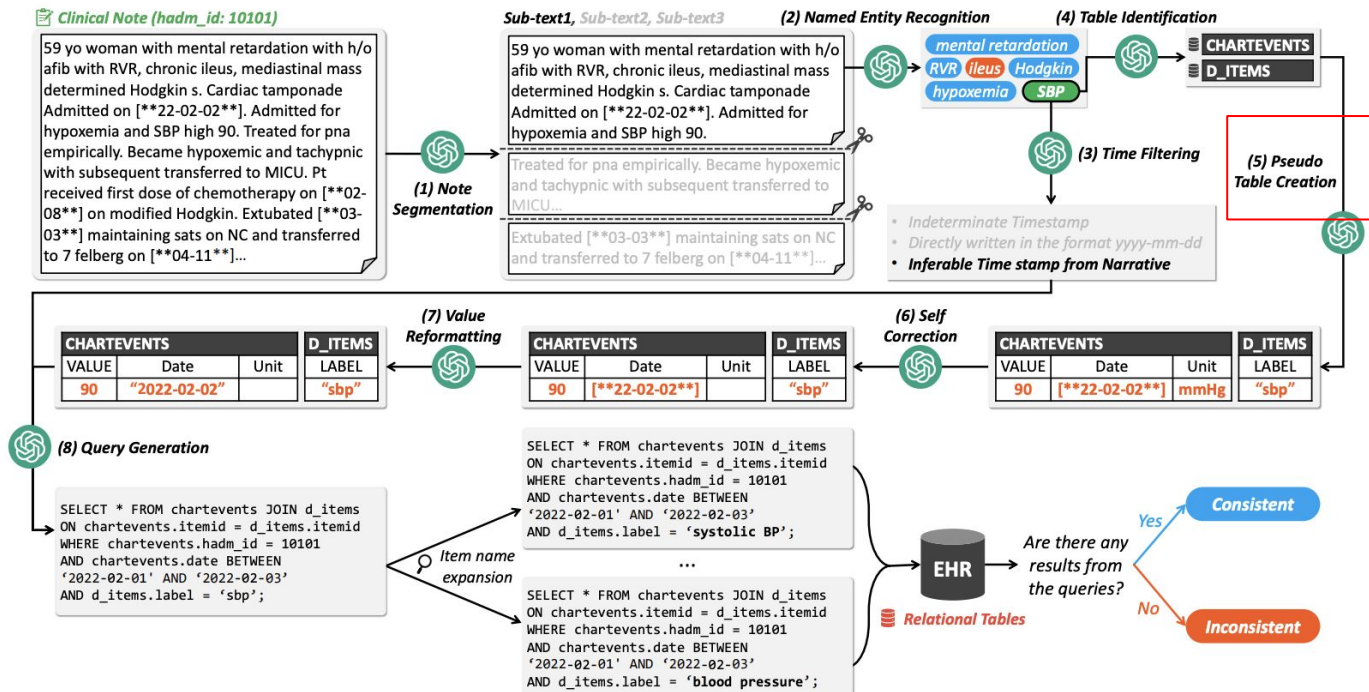 Clinical Note (hadm_id: 10101)
59 yo woman with mental retardation with h/o
afib with RVR, chronic ileus, mediastinal mass
determined Hodgkin s. Cardiac tamponade
Admitted on [**22-02-02**]. Admitted for
hypoxemia and SBP high 90. Treated for pna
empirically. Became hypoxemic and tachypnic
with subsequent transferred to MICU. Pt
received first dose of chemotherapy on [**02-
08**] on modified Hodgkin. Extubated [**03-
03**] maintaining sats on NC and transferred
to 7 felberg on [**04-11**]...
(1) Note
Segmentation
Sub-text1, Sub-text2, Sub-text3
59 yo woman with mental retardation with h/o
afib with RVR, chronic ileus, mediastinal mass
determined Hodgkin s. Cardiac tamponade
Admitted on [**22-02-02**]. Admitted for
hypoxemia and SBP high 90.
Treated for pna empirically. Became hypoxemic
and tachypnic with subsequent transferred to
MICU...
Extubated [**03-03**] maintaining sats on NC
and transferred to 7 felberg on [**04-11**]...
(2) Named Entity Recognition
mental retardation
RVR ileus Hodgkin
hypoxemia SBP
(3) Time Filtering
• Indeterminate Timestamp
• Directly written in the format yyyy-mm-dd
• Inferable Time stamp from Narrative
(4) Table Identification
CHARTEVENTS
D_ITEMS
(5) Pseudo
Table Creation
CHARTEVENTS D_ITEMS
VALUE Date Unit LABEL
90 [**22-02-02**] mmHg “sbp”
(6) Self
Correction
CHARTEVENTS D_ITEMS
VALUE Date Unit LABEL
90 [**22-02-02**] “sbp”
(7) Value
Reformatting
CHARTEVENTS D_ITEMS
VALUE Date Unit LABEL
90 “2022-02-02” “sbp”
(8) Query Generation
SELECT * FROM chartevents JOIN d_items
ON chartevents.itemid = d_items.itemid
WHERE chartevents.hadm_id = 10101
AND chartevents.date BETWEEN
‘2022-02-01' AND ‘2022-02-03’
AND d_items.label = ‘sbp’;
Item name
expansion
SELECT * FROM chartevents JOIN d_items
ON chartevents.itemid = d_items.itemid
WHERE chartevents.hadm_id = 10101
AND chartevents.date BETWEEN
‘2022-02-01' AND ‘2022-02-03’
AND d_items.label = ‘systolic BP’;
...
SELECT * FROM chartevents JOIN d_items
ON chartevents.itemid = d_items.itemid
WHERE chartevents.hadm_id = 10101
AND chartevents.date BETWEEN
‘2022-02-01' AND ‘2022-02-03’
AND d_items.label = ‘blood pressure’;
EHR
Relational Tables
Are there any
results from
the queries?
Yes
Consistent
No
Inconsistent